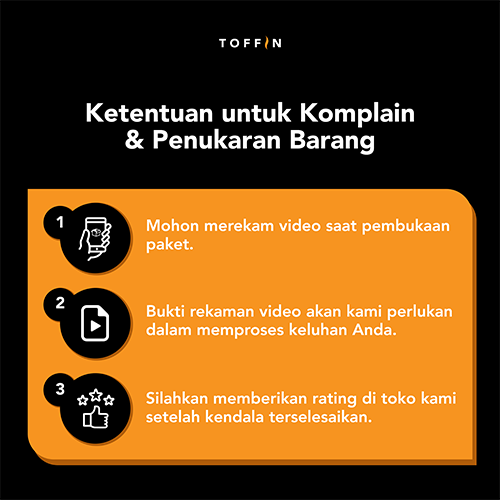 TOFFIN
Ketentuan untuk Komplain
& Penukaran Barang
1
Mohon merekam video saat pembukaan
paket.
2
Bukti rekaman video akan kami perlukan
dalam memproses keluhan Anda.
3
Silahkan memberikan rating di toko kami
setelah kendala terselesaikan.